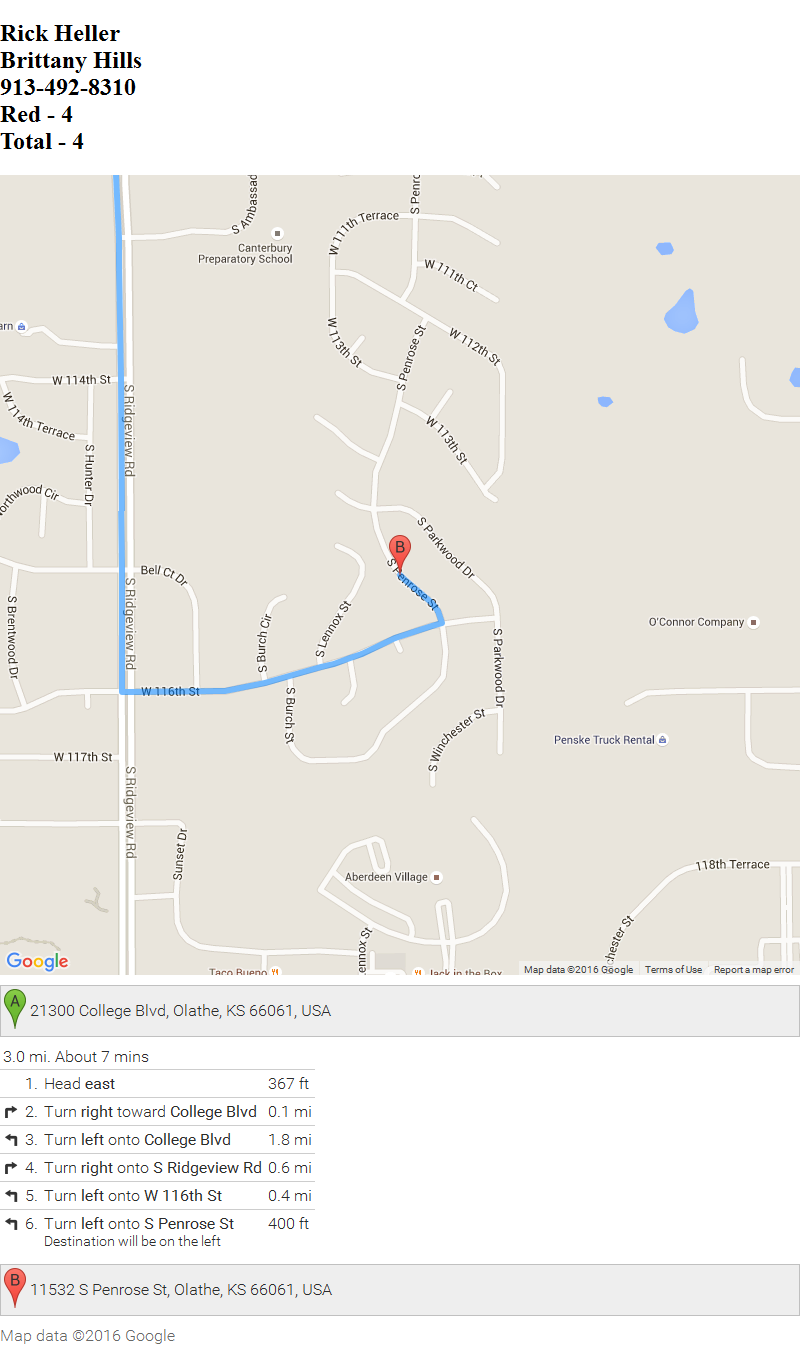 Rick Heller
Brittany Hills
913-492-8310
Red - 4
Total - 4
S Ambassad
S Penro
W 111th Terrace
Canterbury
Preparatory School
W 111th Ct
arn
W 113th St
S Penrose St
W 112th St
W 114th St
S Ridgeview Rd
W 114th Terrace
S Hunter Dr
W 113th St
orthwood Cir
S Parkwood Dr
B
Bell Ct Dr
S Penrose St
S Brentwood Dr
S Ridgeview Rd
S Burch Cir
S Lennox St
O'Connor Company
S Parkwood Dr
W 116th St
S Burch St
S Winchester St
Penske Truck Rental
W 117th St
S Ridgeview Rd
Sunset Dr
118th Terrace
Aberdeen Village
chester St
ennox St
Google
Taco Bueno
Jack in the Box
Map data ©2016 Google
Terms of Use
Report a map error
A
21300 College Blvd, Olathe, KS 66061, USA
3.0 mi. About 7 mins
1. Head east 367 ft
2. Turn right toward College Blvd 0.1 mi
3. Turn left onto College Blvd 1.8 mi
4. Turn right onto S Ridgeview Rd 0.6 mi
5. Turn left onto W 116th St 0.4 mi
6. Turn left onto S Penrose St 400 ft
Destination will be on the left
B
11532 S Penrose St, Olathe, KS 66061, USA
Map data ©2016 Google